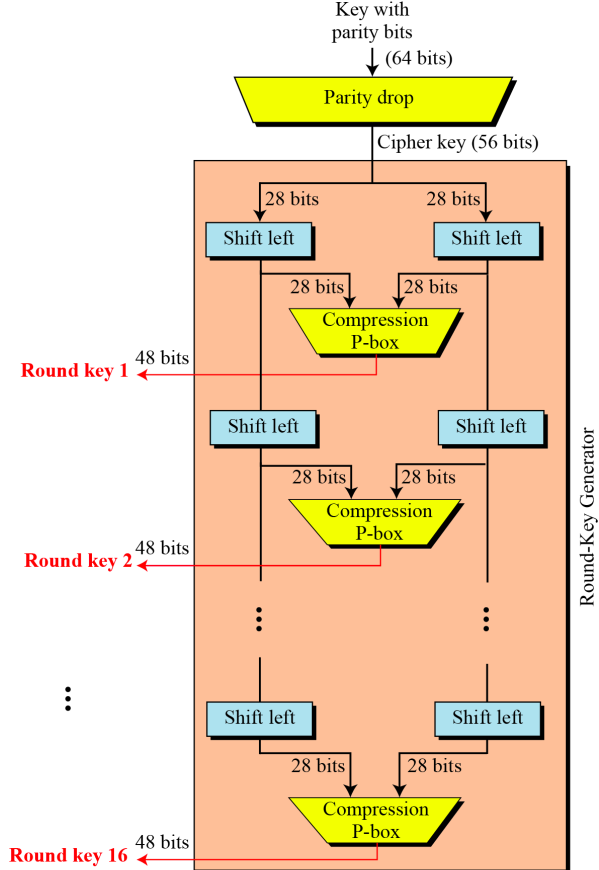 Key with
parity bits
(64 bits)
Parity drop
Cipher key (56 bits)
28 bits
28 bits
Shift left
Shift left
28 bits
28 bits
Compression
P-box
48 bits
Round key 1
Shift left
Shift left
28 bits
28 bits
Compression
P-box
48 bits
Round key 2
Round-Key Generator
Shift left
Shift left
28 bits
28 bits
Compression
P-box
48 bits
Round key 16